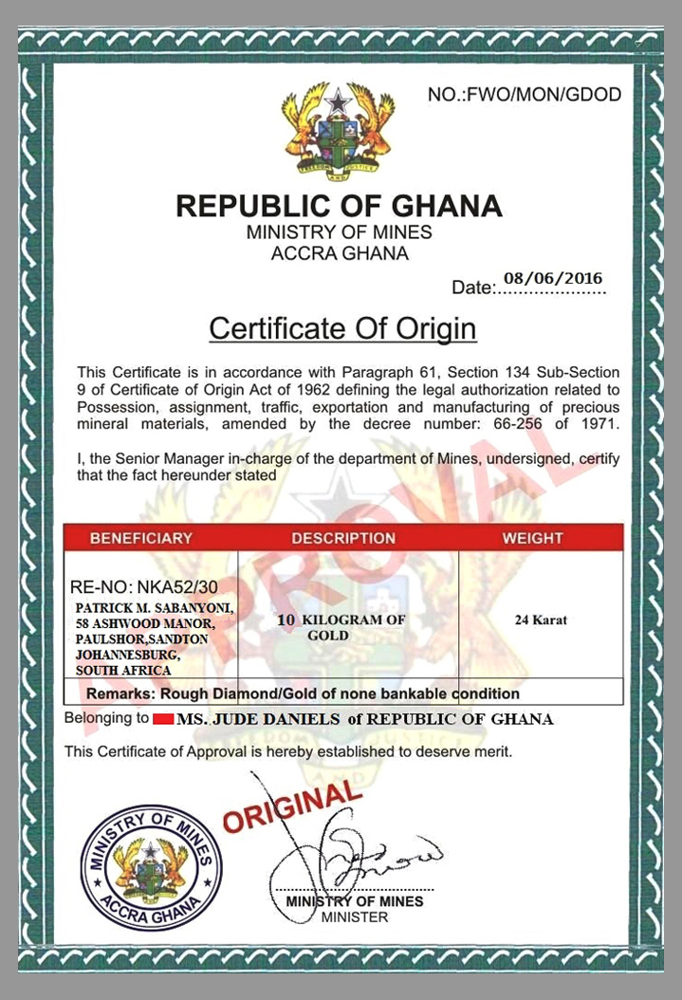 NO.:FWO/MON/GDOD
FREEDOM AND JUSTICE
REPUBLIC OF GHANA
MINISTRY OF MINES
ACCRA GHANA
Date:......................
08/06/2016
Certificate Of Origin
This Certificate is in accordance with Paragraph 61, Section 134 Sub-Section
9 of Certificate of Origin Act of 1962 defining the legal authorization related to
Possession, assignment, traffic, exportation and manufacturing of precious
mineral materials, amended by the decree number: 66-256 of 1971.
I, the Senior Manager in-charge of the department of Mines, undersigned, certify
that the fact hereunder stated
APPROVAL
BENEFICIARY DESCRIPTION WEIGHT
RE-NO: NKA52/30
PATRICK M. SABANYONI,
58 ASHWOOD MANOR,
PAULSHOR,SANDTON
JOHANNESBURG,
SOUTH AFRICA
10 KILOGRAM OF
GOLD
24 Karat
Remarks: Rough Diamond/Gold of none bankable condition
Belonging to MS. JUDE DANIELS of REPUBLIC OF GHANA
FREEDOM AND JUSTICE
This Certificate of Approval is hereby established to deserve merit.
ORIGINAL
MINISTRY OF MINES
ACCRA GHANA
MINISTRY OF MINES
MINISTER